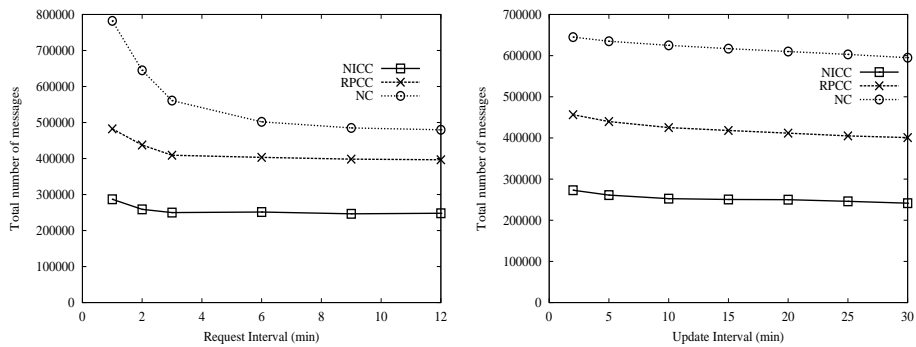 800000
700000
600000
500000
400000
300000
200000
100000
0
Total number of messages
NICC
RPCC
NC
0 2 4 6 8 10 12
Request Interval (min)
700000
600000
500000
400000
300000
200000
100000
0
Total number of messages
NICC
RPCC
NC
0 5 10 15 20 25 30
Update Interval (min)